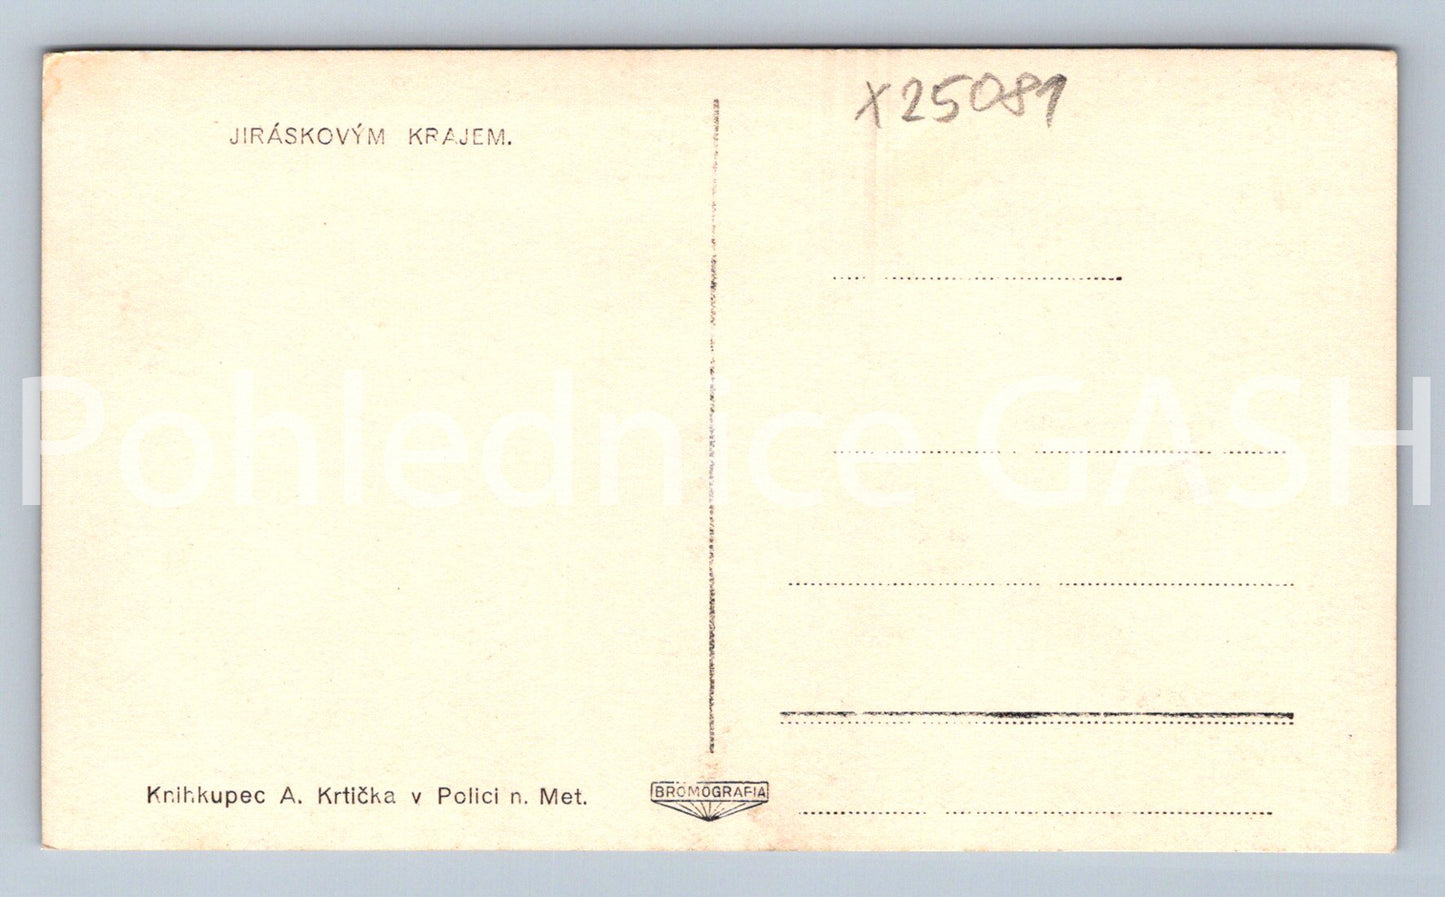 X25081
JIRÁSKOVÝM KRAJEM.
Pohlednice GASH
Knihkupec A. Krtička v Polici n. Met.
BROMOGRAFIA